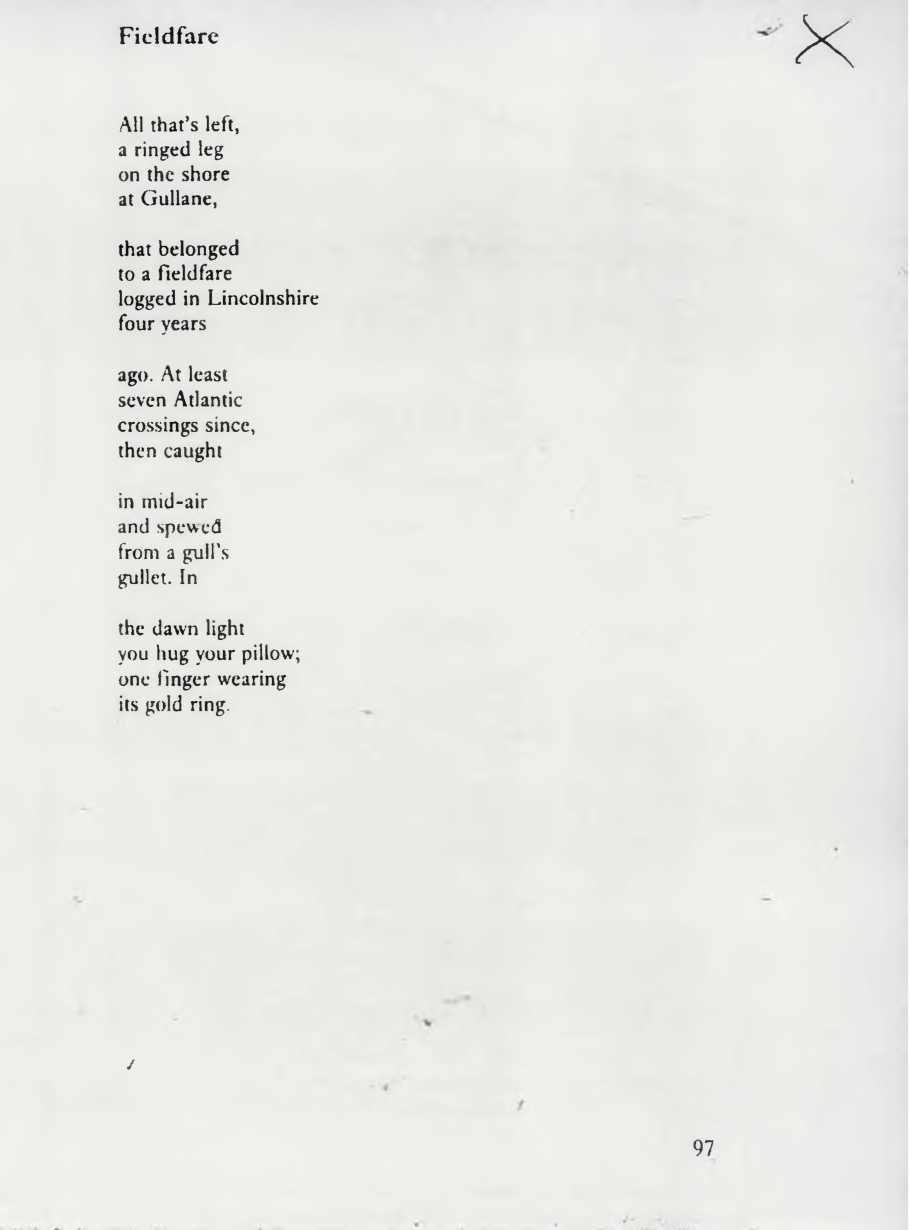 Fieldfare
All that's left,
a ringed leg
on the shore
at Gullane,
that belonged
to a fieldfare
logged in Lincolnshire
four years
ago. At least
seven Atlantic
crossings since,
then caught
in mid-air
and spewed
from a gull's
gullet. In
the dawn light
you hug your pillow;
one finger wearing
its gold ring.
97